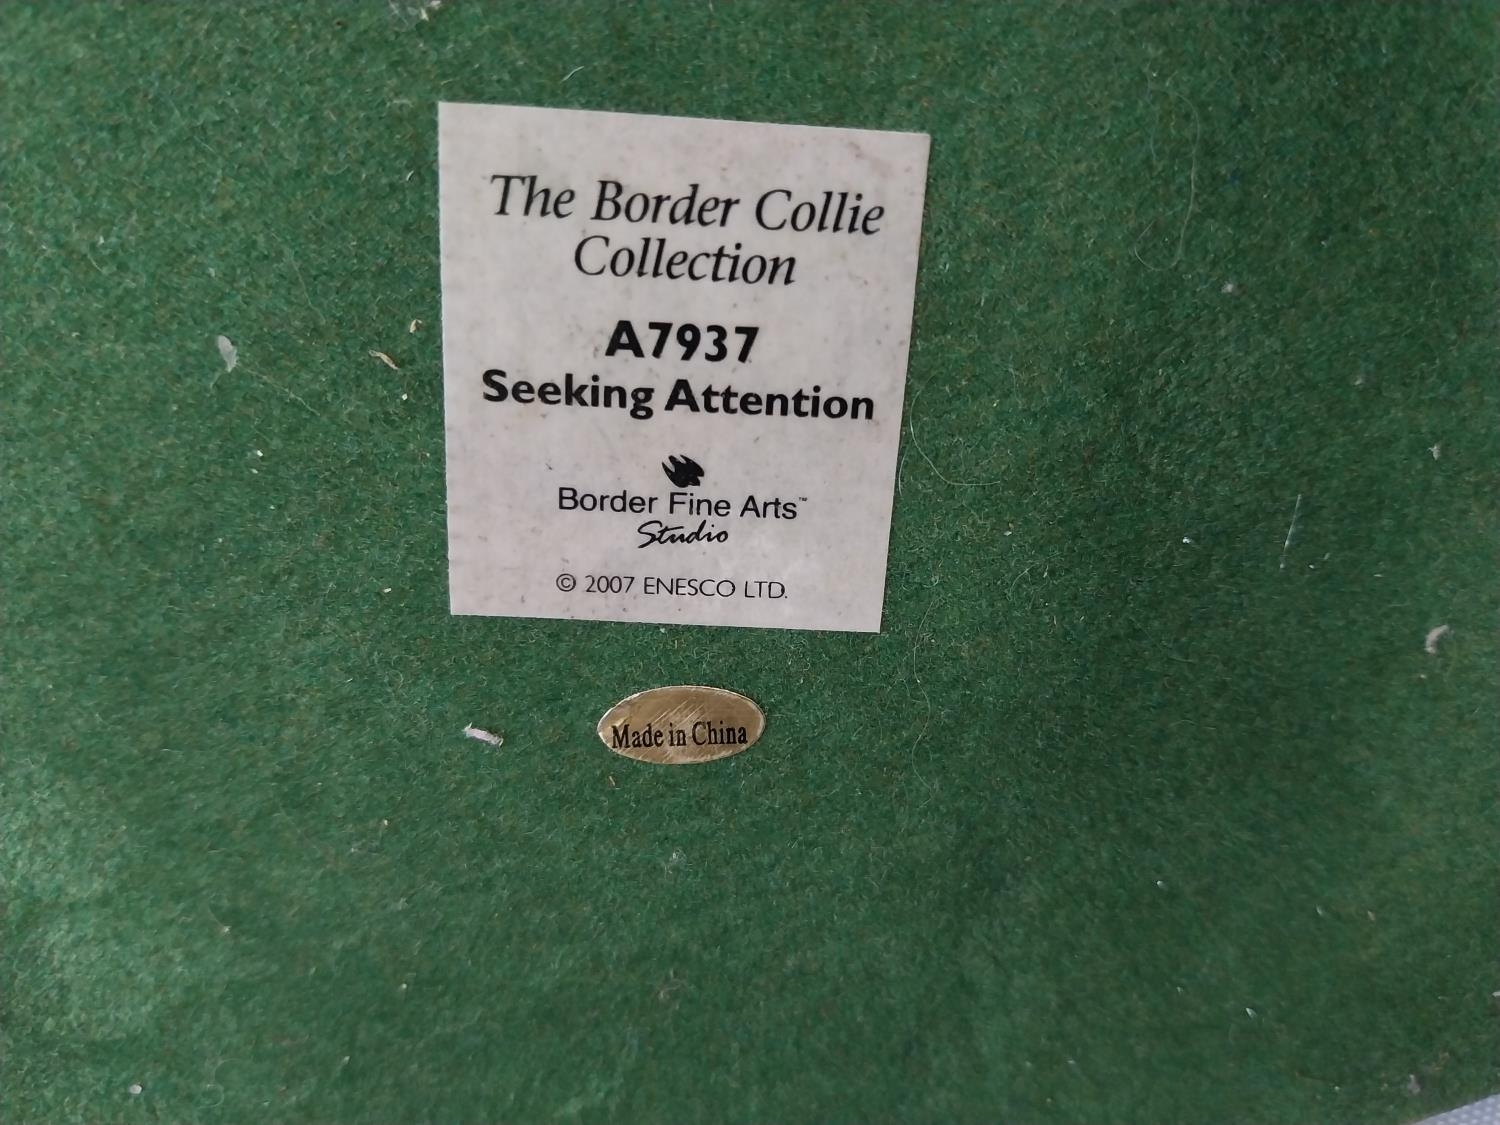 The Border Collie
Collection
A7937
Seeking Attention
Border Fine Arts™
Studio
© 2007 ENESCO LTD.
Made in China